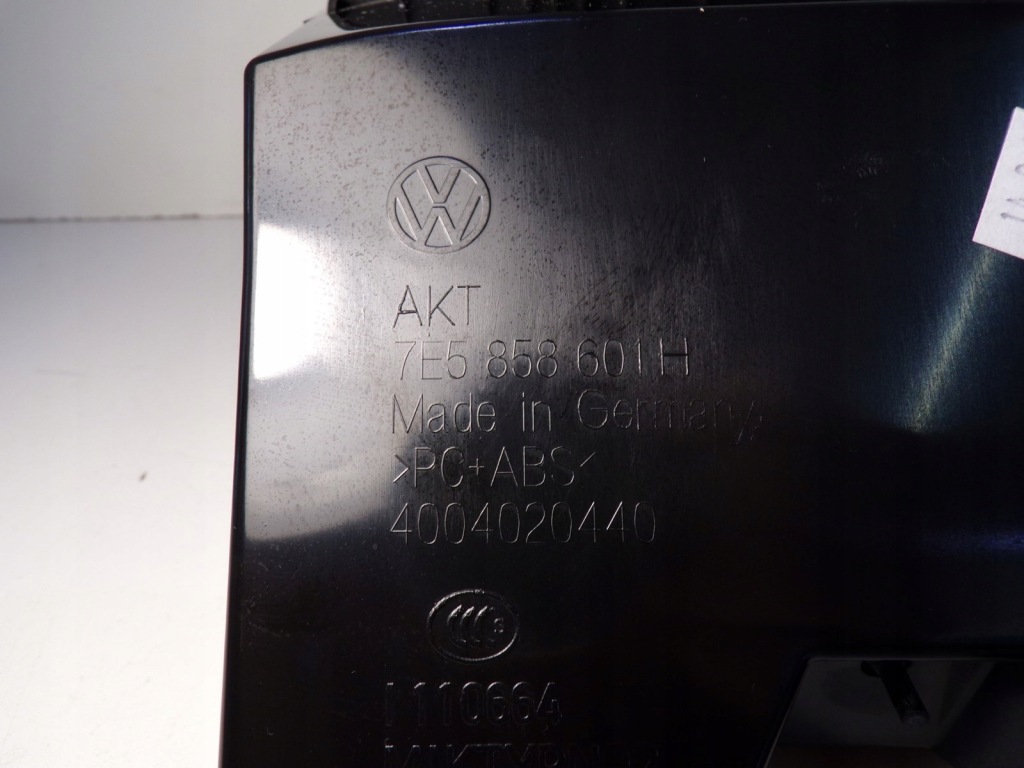 AKT
7E5 858 601 H
Made in Germany
>PC+ABS<
4004020440
110664